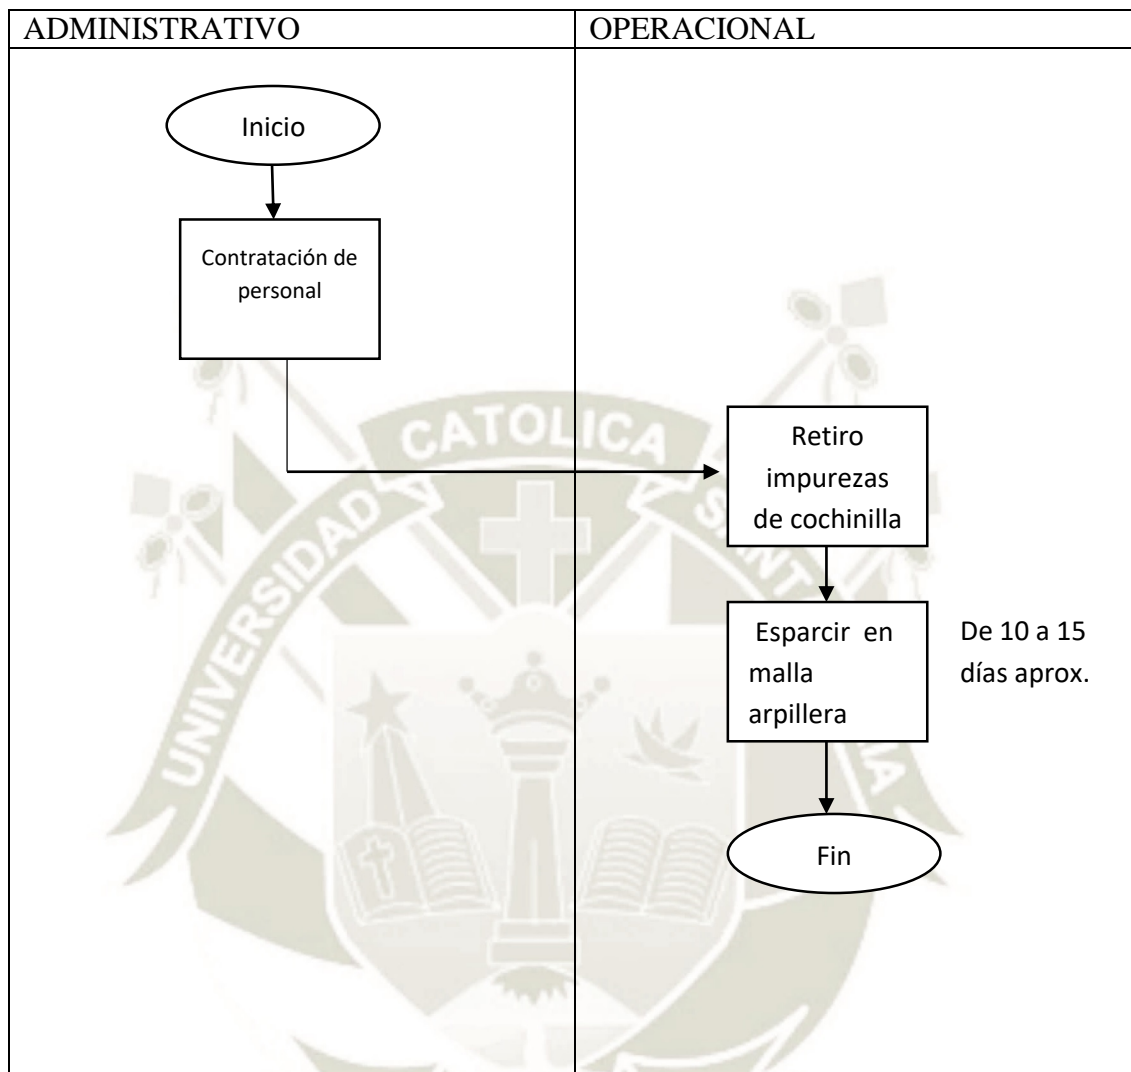 ADMINISTRATIVO
OPERACIONAL
Inicio
Contratación de
personal
Retiro
impurezas
de cochinilla
Esparcir en
malla
arpillera
De 10 a 15
días aprox.
Fin
UNIVERSIDAD
CATOLICA